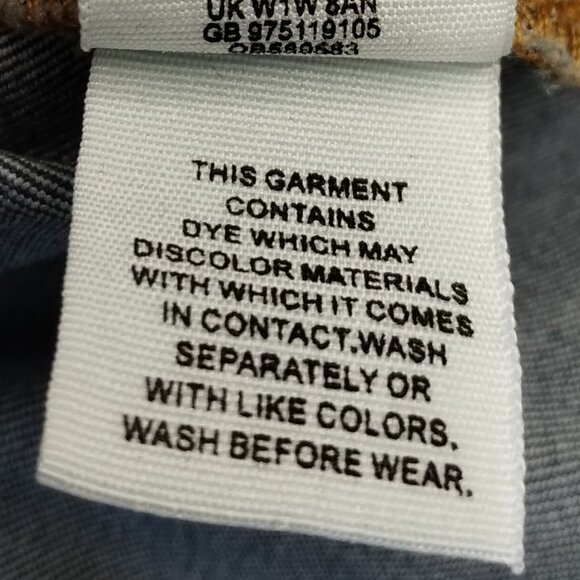 UK W1W 8AN
GB 975119105
THIS GARMENT
CONTAINS
DYE WHICH MAY
DISCOLOR MATERIALS
WITH WHICH IT COMES
IN CONTACT.WASH
SEPARATELY OR
WITH LIKE COLORS.
WASH BEFORE WEAR.